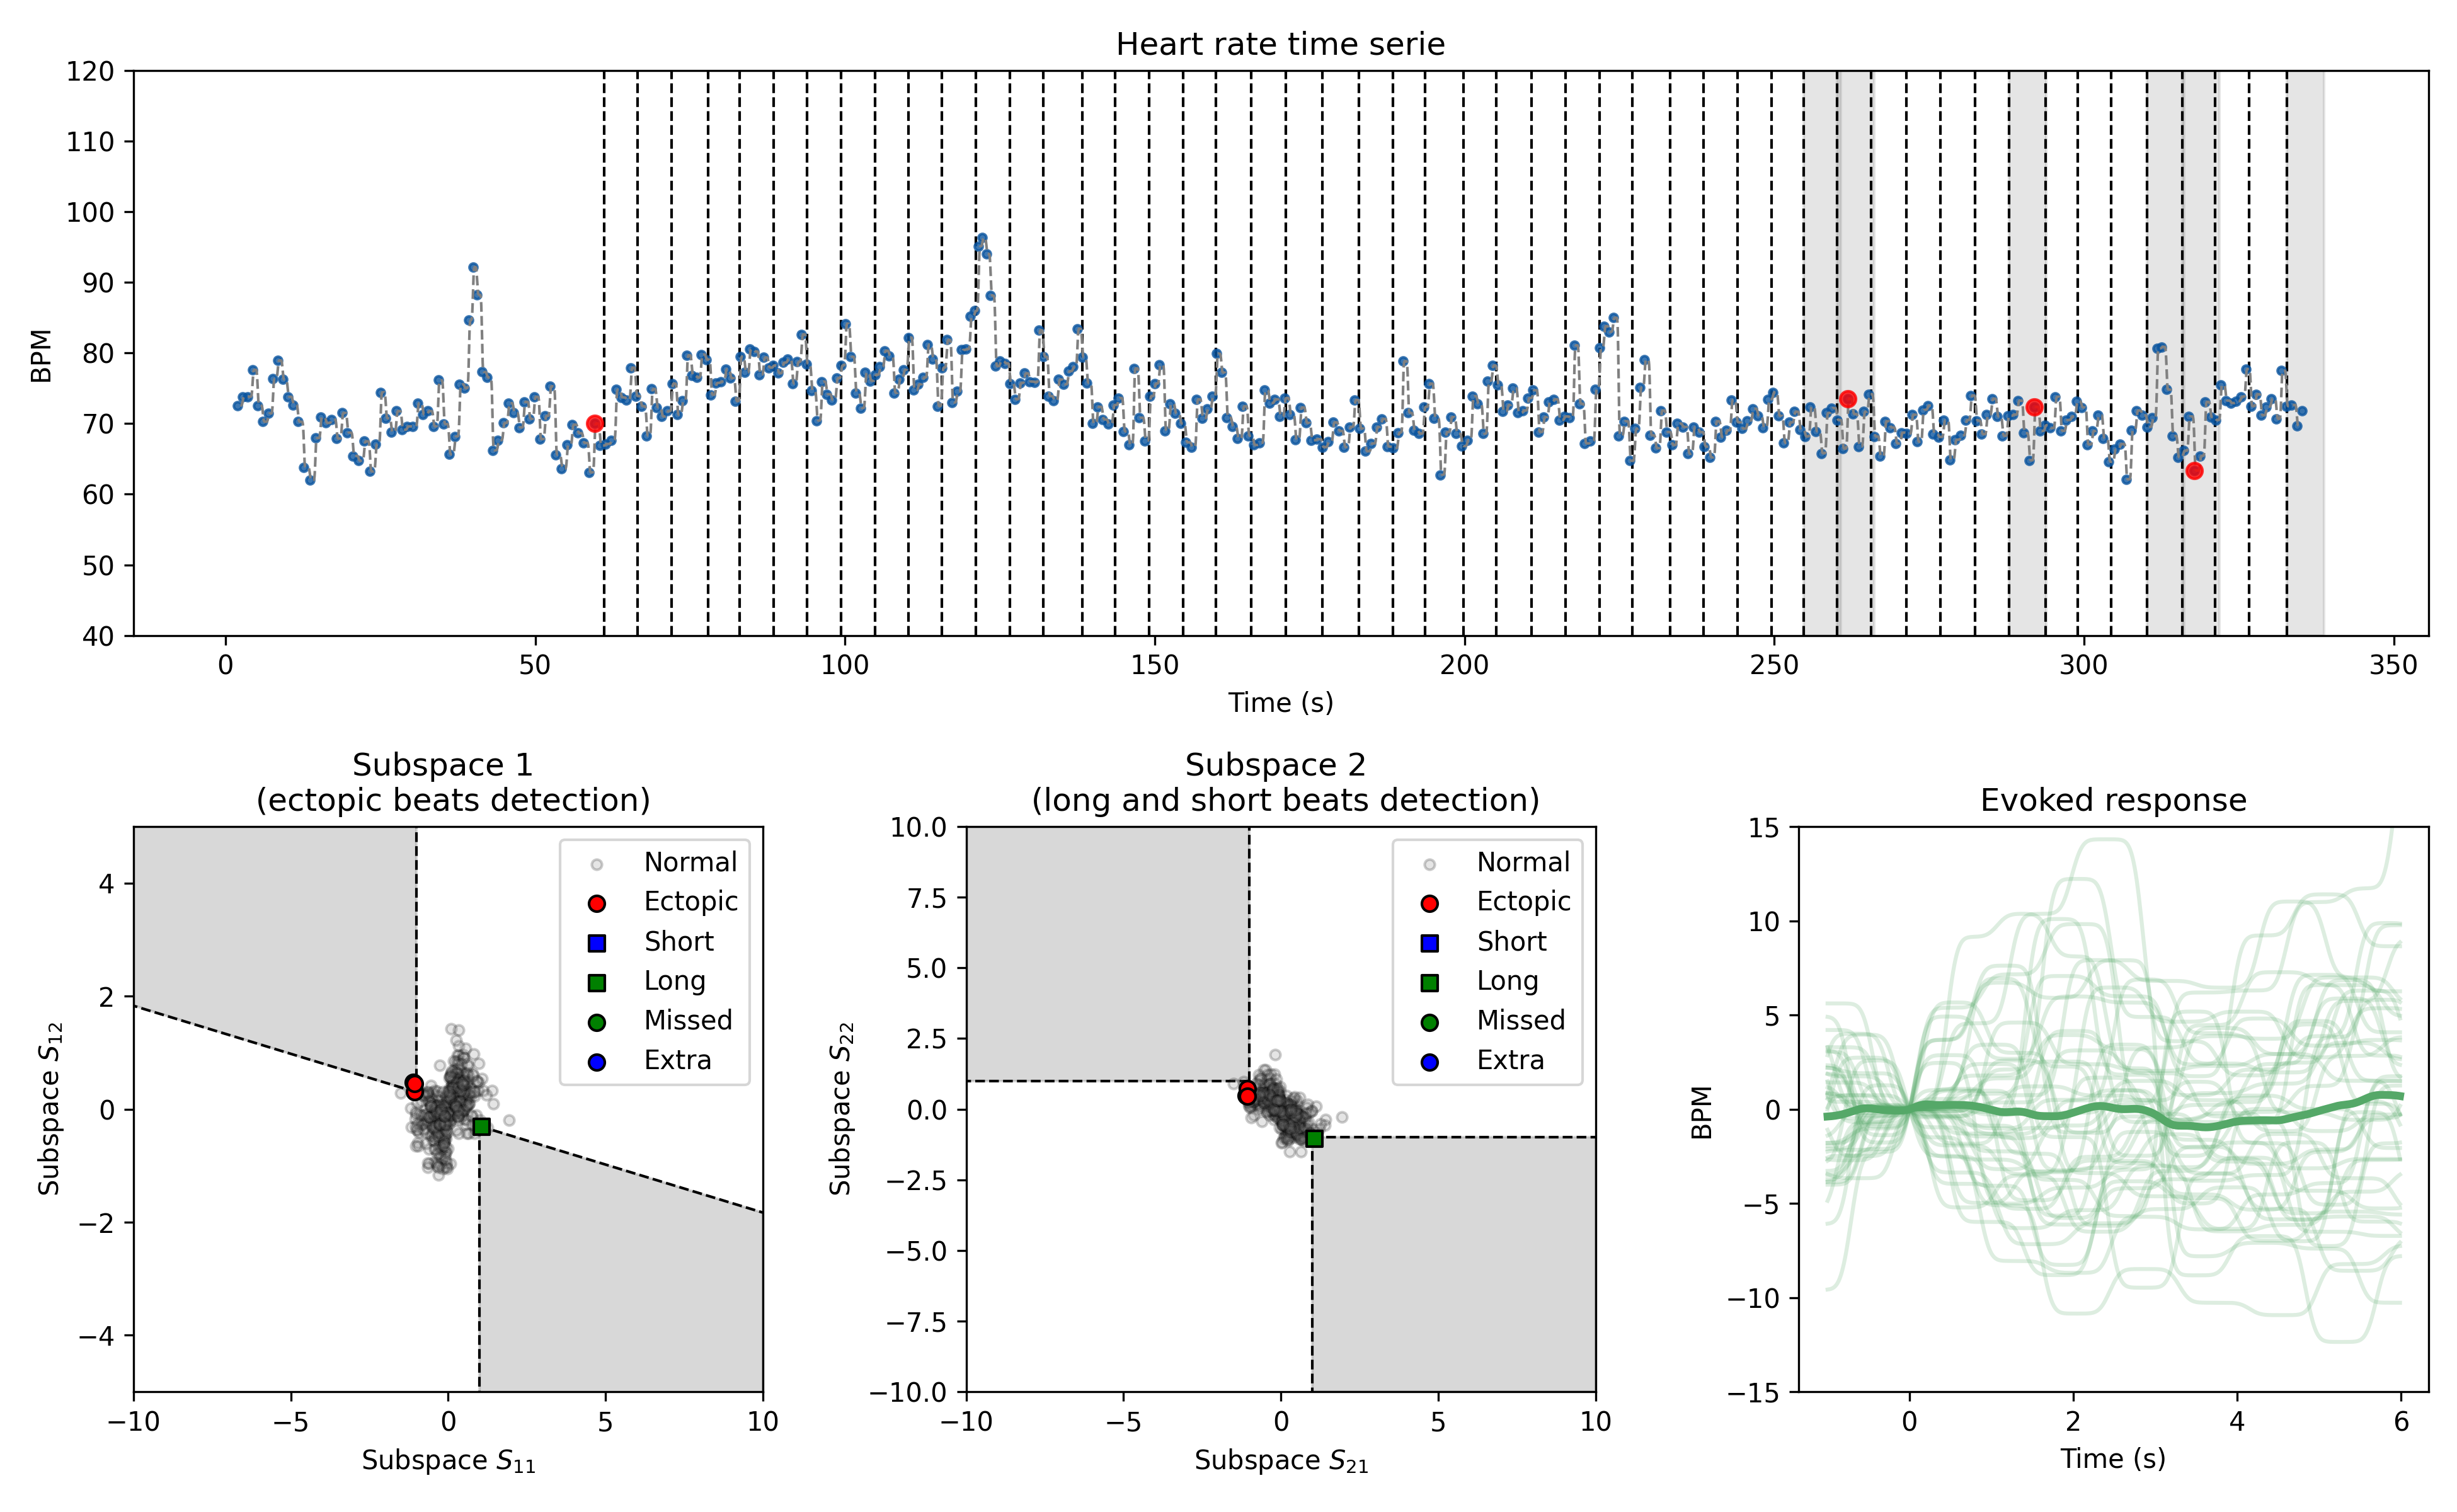 Heart rate time serie
120
110
100
90
80
70
60
50
40
BPM
0 50 100 150 200 250 300 350
Time (s)
Subspace 1
(ectopic beats detection)
4
2
0
−2
−4
Subspace S₁₂
Normal
Ectopic
Short
Long
Missed
Extra
−10 −5 0 5 10
Subspace S₁₁
Subspace 2
(long and short beats detection)
10.0
7.5
5.0
2.5
0.0
−2.5
−5.0
−7.5
−10.0
Subspace S₂₂
Normal
Ectopic
Short
Long
Missed
Extra
−10 −5 0 5 10
Subspace S₂₁
Evoked response
15
10
5
0
−5
−10
−15
BPM
0 2 4 6
Time (s)